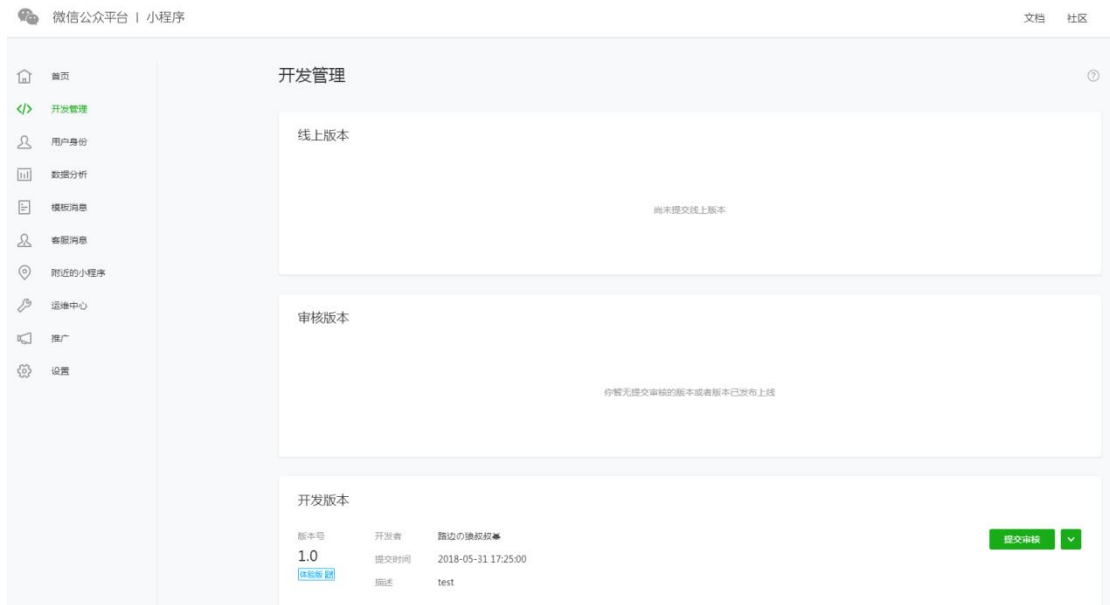 微信公众平台 | 小程序
文档 社区
首页
开发管理
用户身份
数据分析
模板消息
客服消息
附近的小程序
运维中心
推广
设置
开发管理
线上版本
尚未提交线上版本
审核版本
你暂无提交审核的版本或者版本已发布上线
开发版本
版本号
1.0
体验版
开发者 路边の狼叔叔
提交时间 2018-05-31 17:25:00
描述 test
提交审核